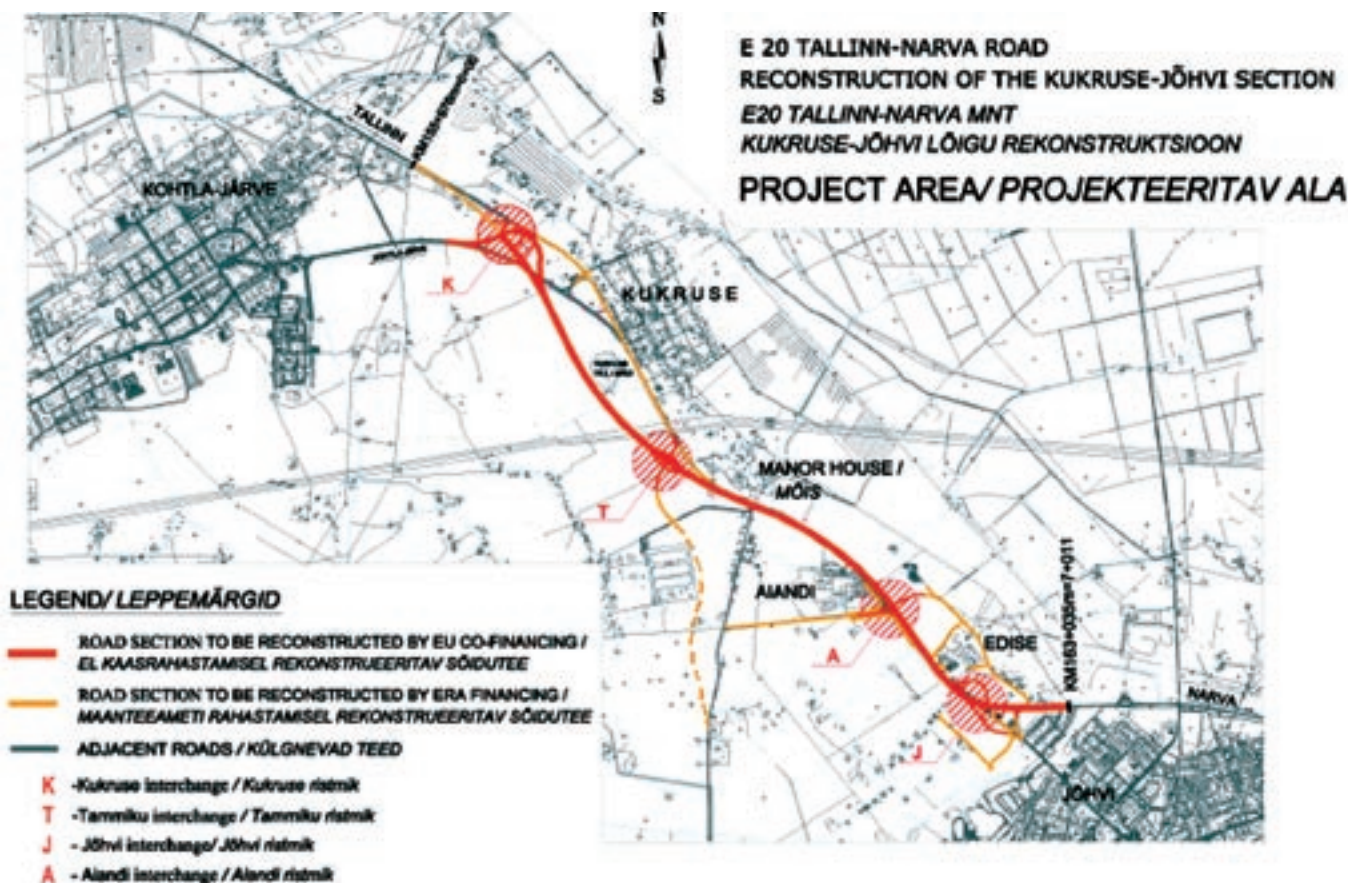 N
S
E 20 TALLINN-NARVA ROAD
RECONSTRUCTION OF THE KUKRUSE-JÕHVI SECTION
E20 TALLINN-NARVA MNT
KUKRUSE-JÕHVI LÕIGU REKONSTRUKTSIOON
PROJECT AREA/ PROJEKTEERITAV ALA
TALLINN
KOHTLA-JÄRVE
K
KUKRUSE
MANOR HOUSE /
MÕIS
T
AIANDI
A
EDISE
KM163+035/m=7+011
NARVA
J
JÕHVI
LEGEND/ LEPPEMÄRGID
ROAD SECTION TO BE RECONSTRUCTED BY EU CO-FINANCING /
EL KAASRAHASTAMISEL REKONSTRUEERITAV SÕIDUTEE
ROAD SECTION TO BE RECONSTRUCTED BY ERA FINANCING /
MAANTEEAMETI RAHASTAMISEL REKONSTRUEERITAV SÕIDUTEE
ADJACENT ROADS / KÜLGNEVAD TEED
K -Kukruse interchange / Kukruse ristmik
T -Tammiku interchange / Tammiku ristmik
J - Jõhvi interchange/ Jõhvi ristmik
A - Aiandi interchange / Aiandi ristmik